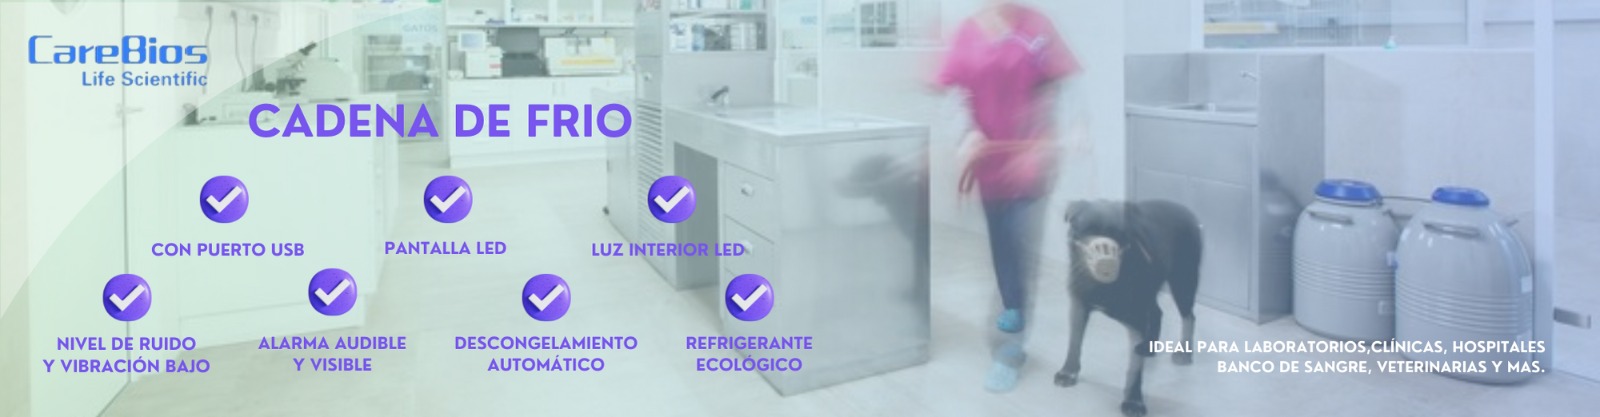 CareBios
Life Scientific
GATOS
CADENA DE FRIO
CON PUERTO USB
PANTALLA LED
LUZ INTERIOR LED
NIVEL DE RUIDO
Y VIBRACIÓN BAJO
ALARMA AUDIBLE
Y VISIBLE
DESCONGELAMIENTO
AUTOMÁTICO
REFRIGERANTE
ECOLÓGICO
IDEAL PARA LABORATORIOS,CLÍNICAS, HOSPITALES
BANCO DE SANGRE, VETERINARIAS Y MAS.